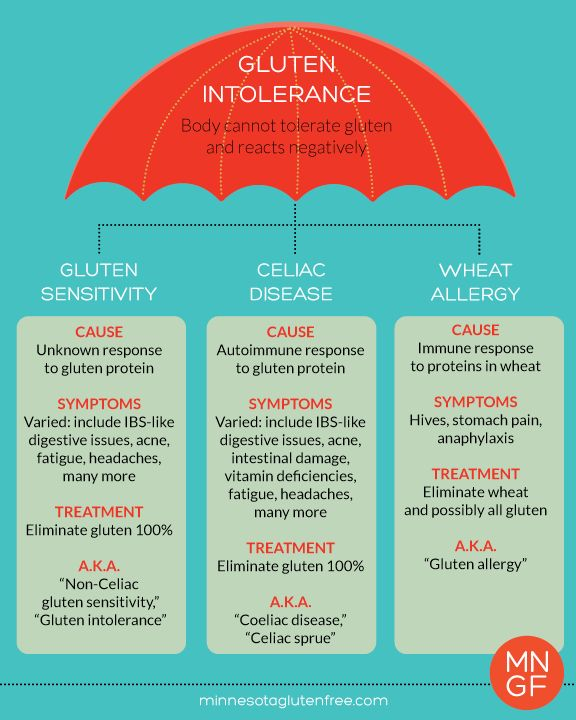 GLUTEN
INTOLERANCE
Body cannot tolerate gluten
and reacts negatively
GLUTEN
SENSITIVITY
CAUSE
Unknown response
to gluten protein
SYMPTOMS
Varied: include IBS-like
digestive issues, acne,
fatigue, headaches,
many more
TREATMENT
Eliminate gluten 100%
A.K.A.
“Non-Celiac
gluten sensitivity,”
“Gluten intolerance”
CELIAC
DISEASE
CAUSE
Autoimmune response
to gluten protein
SYMPTOMS
Varied: include IBS-like
digestive issues, acne,
intestinal damage,
vitamin deficiencies,
fatigue, headaches,
many more
TREATMENT
Eliminate gluten 100%
A.K.A.
“Coeliac disease,”
“Celiac sprue”
WHEAT
ALLERGY
CAUSE
Immune response
to proteins in wheat
SYMPTOMS
Hives, stomach pain,
anaphylaxis
TREATMENT
Eliminate wheat
and possibly all gluten
A.K.A.
“Gluten allergy”
MN
GF
minnesotaglutenfree.com